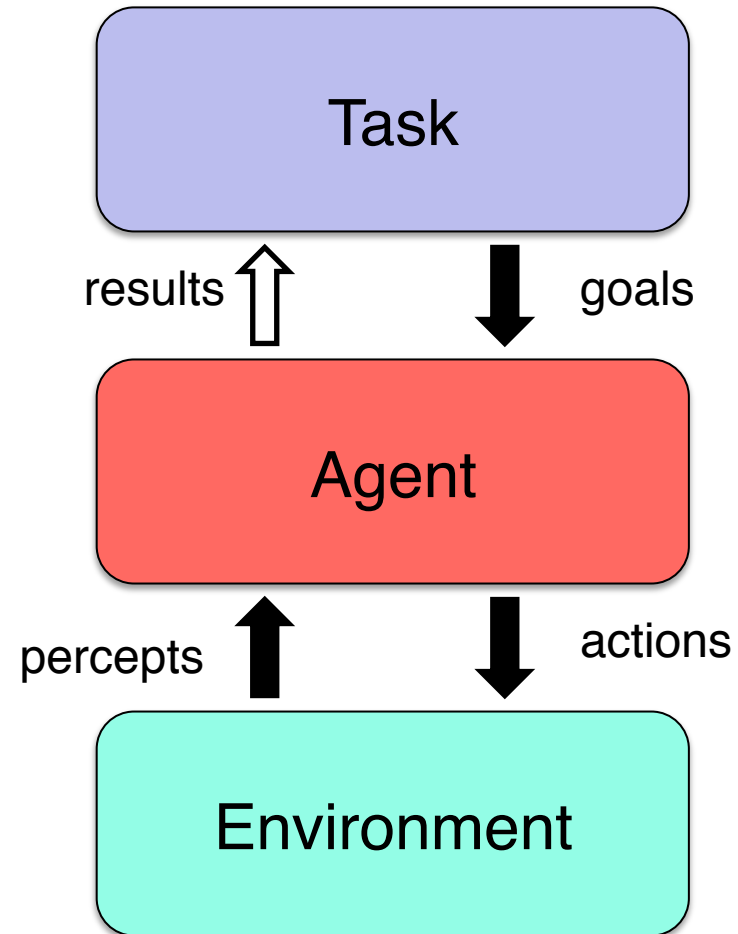 Task
results
goals
Agent
percepts
actions
Environment